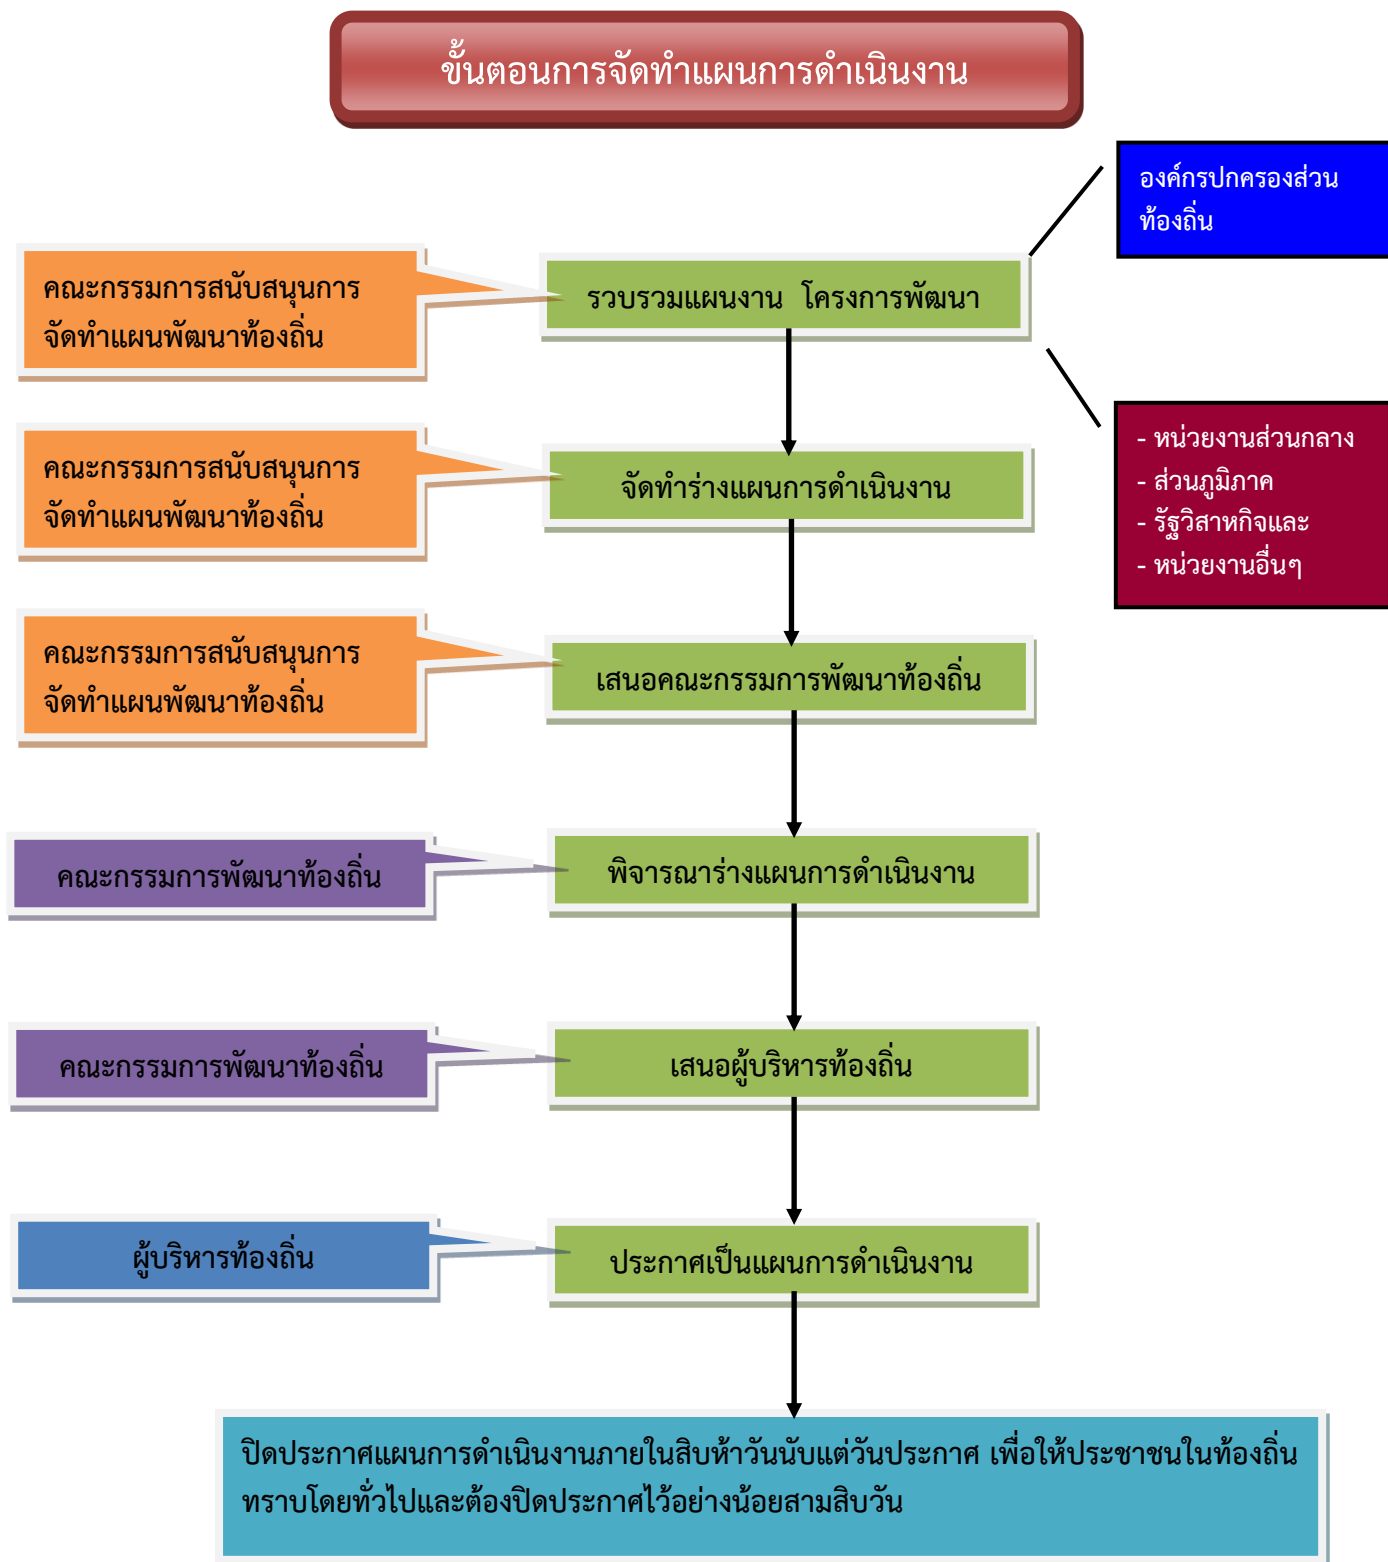 ขั้นตอนการจัดทำแผนการดำเนินงาน
องค์กรปกครองส่วน
ท้องถิ่น
คณะกรรมการสนับสนุนการ
จัดทำแผนพัฒนาท้องถิ่น
รวบรวมแผนงาน โครงการพัฒนา
- หน่วยงานส่วนกลาง
- ส่วนภูมิภาค
- รัฐวิสาหกิจและ
- หน่วยงานอื่นๆ
คณะกรรมการสนับสนุนการ
จัดทำแผนพัฒนาท้องถิ่น
จัดทำร่างแผนการดำเนินงาน
คณะกรรมการสนับสนุนการ
จัดทำแผนพัฒนาท้องถิ่น
เสนอคณะกรรมการพัฒนาท้องถิ่น
คณะกรรมการพัฒนาท้องถิ่น
พิจารณาร่างแผนการดำเนินงาน
คณะกรรมการพัฒนาท้องถิ่น
เสนอผู้บริหารท้องถิ่น
ผู้บริหารท้องถิ่น
ประกาศเป็นแผนการดำเนินงาน
ปิดประกาศแผนการดำเนินงานภายในสิบห้าวันนับแต่วันประกาศ เพื่อให้ประชาชนในท้องถิ่น
ทราบโดยทั่วไปและต้องปิดประกาศไว้อย่างน้อยสามสิบวัน